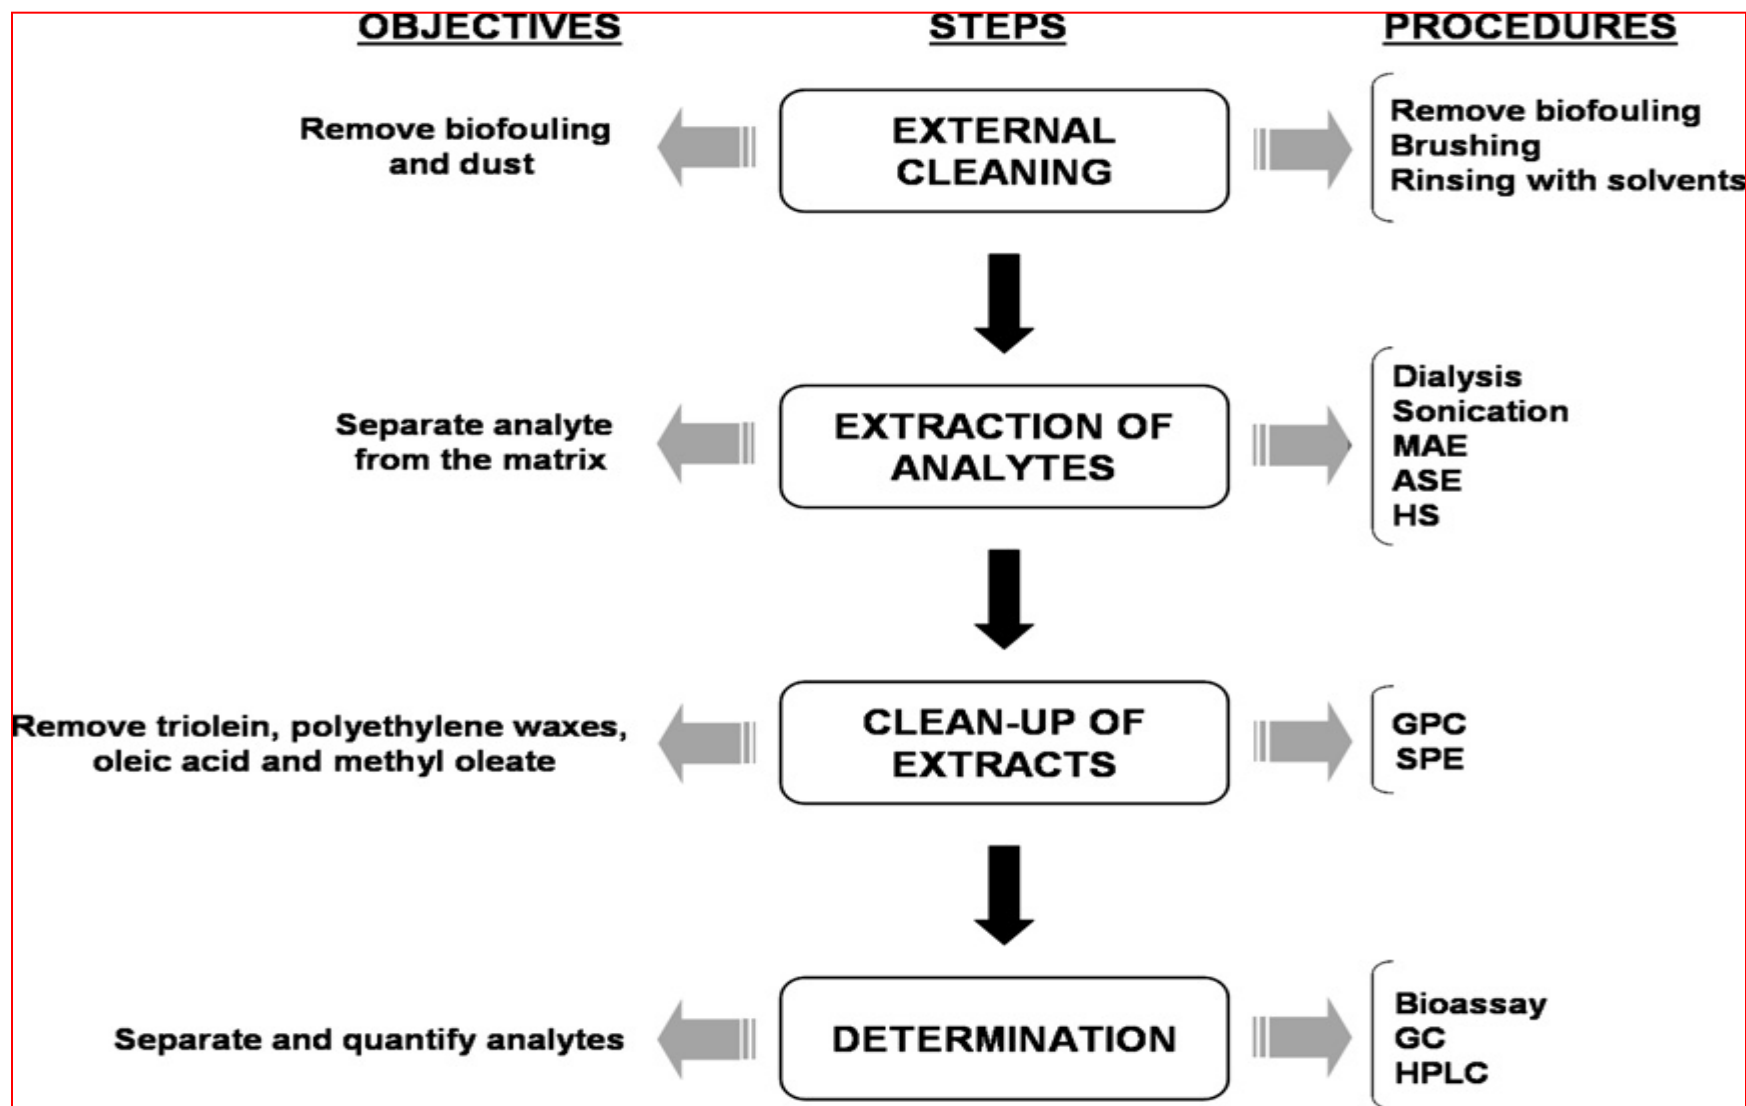 OBJECTIVES STEPS PROCEDURES
Remove biofouling
and dust
EXTERNAL
CLEANING
Remove biofouling
Brushing
Rinsing with solvents
Separate analyte
from the matrix
EXTRACTION OF
ANALYTES
Dialysis
Sonication
MAE
ASE
HS
Remove triolein, polyethylene waxes,
oleic acid and methyl oleate
CLEAN-UP OF
EXTRACTS
GPC
SPE
Separate and quantify analytes
DETERMINATION
Bioassay
GC
HPLC